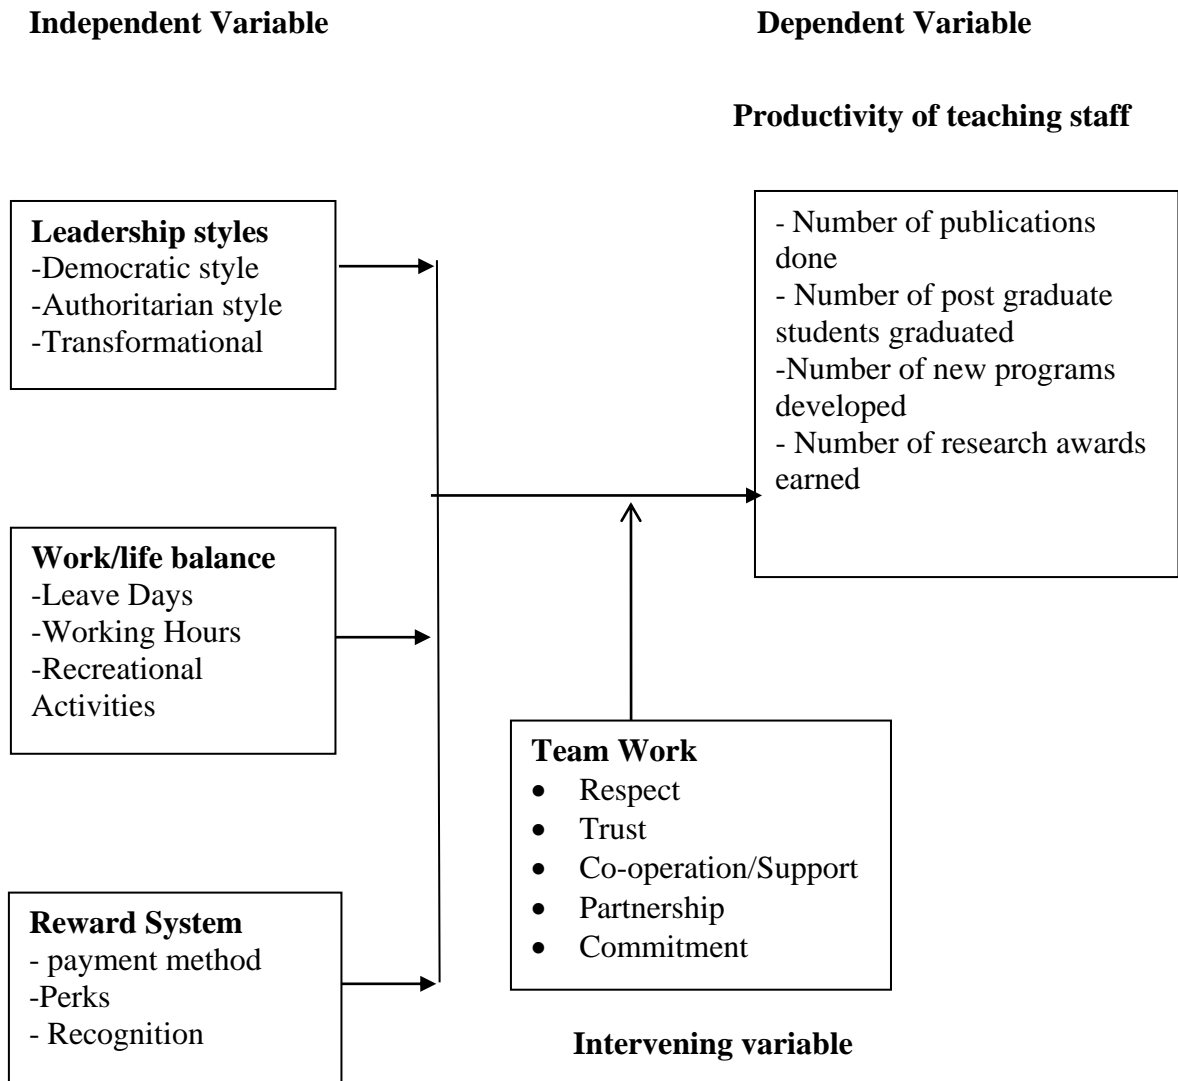 Independent Variable
Dependent Variable
Productivity of teaching staff
Leadership styles
-Democratic style
-Authoritarian style
-Transformational
- Number of publications
done
- Number of post graduate
students graduated
-Number of new programs
developed
- Number of research awards
earned
Work/life balance
-Leave Days
-Working Hours
-Recreational
Activities
Team Work
• Respect
• Trust
• Co-operation/Support
• Partnership
• Commitment
Reward System
- payment method
-Perks
- Recognition
Intervening variable